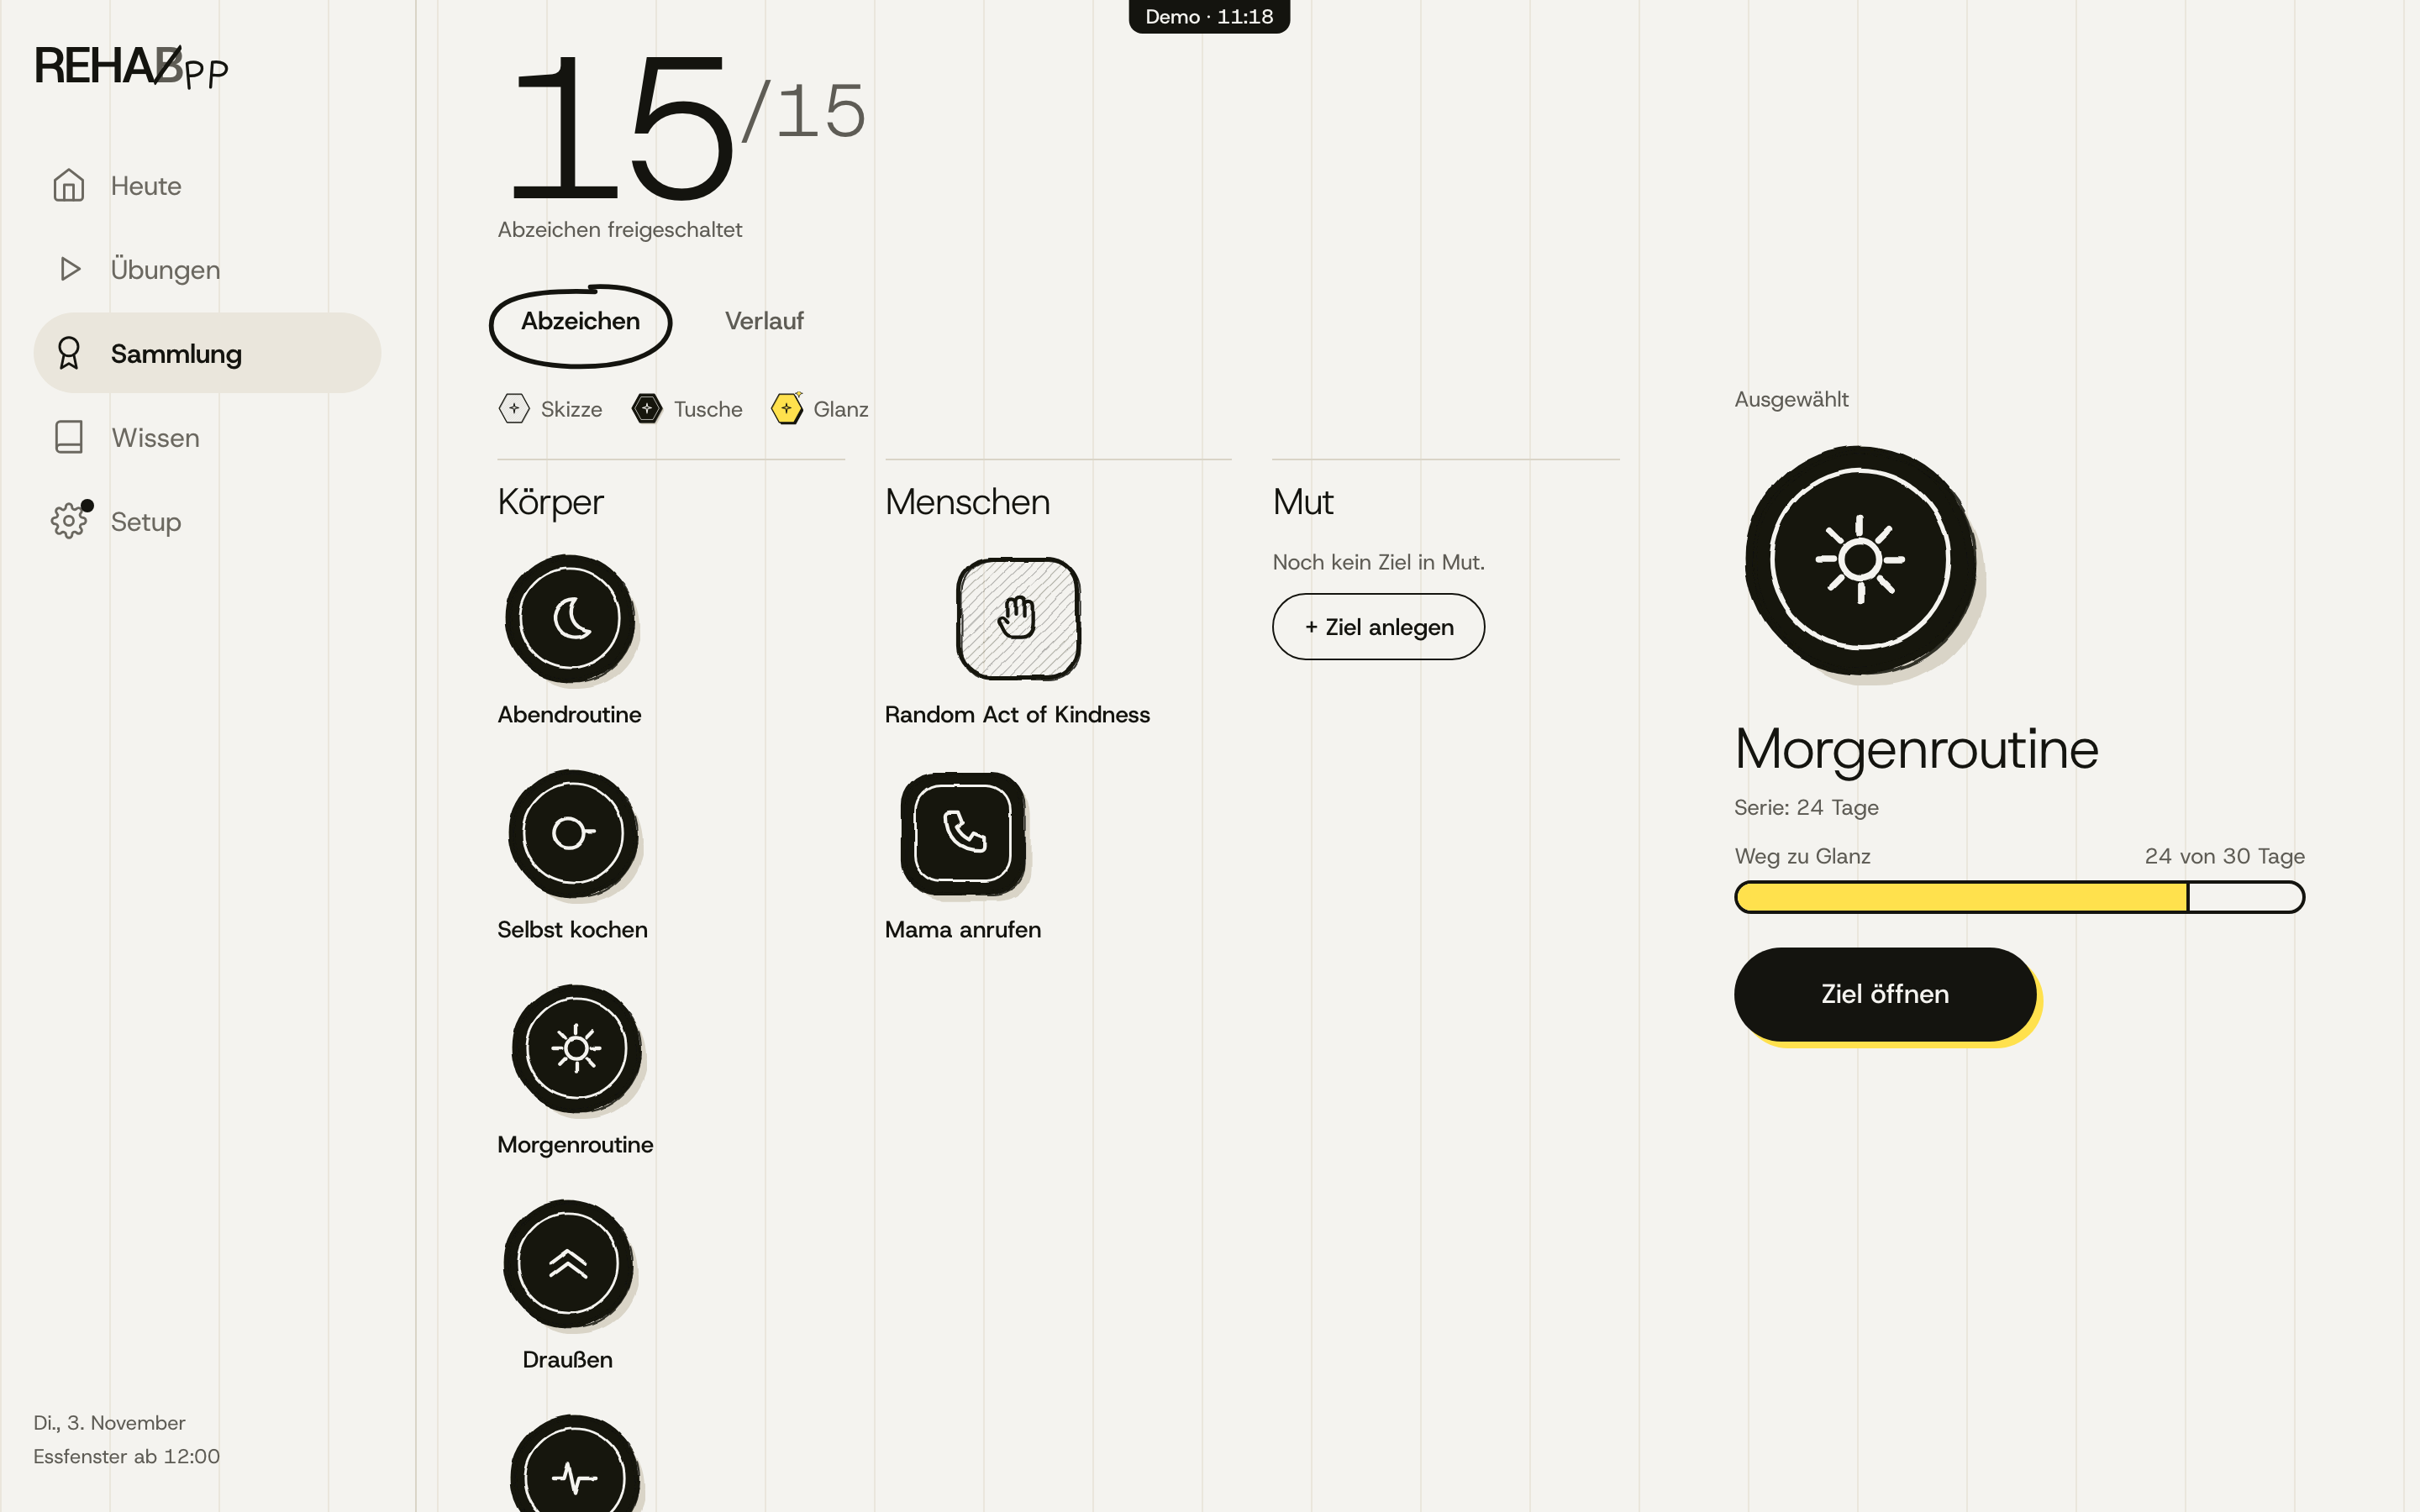 Demo · 11:18
REHABPP
Heute
Übungen
Sammlung
Wissen
Setup
Di., 3. November
Essfenster ab 12:00
15/15
Abzeichen freigeschaltet
Abzeichen
Verlauf
Skizze
Tusche
Glanz
Körper
Abendroutine
Selbst kochen
Morgenroutine
Draußen
Menschen
Random Act of Kindness
Mama anrufen
Mut
Noch kein Ziel in Mut.
+ Ziel anlegen
Ausgewählt
Morgenroutine
Serie: 24 Tage
Weg zu Glanz
24 von 30 Tage
Ziel öffnen